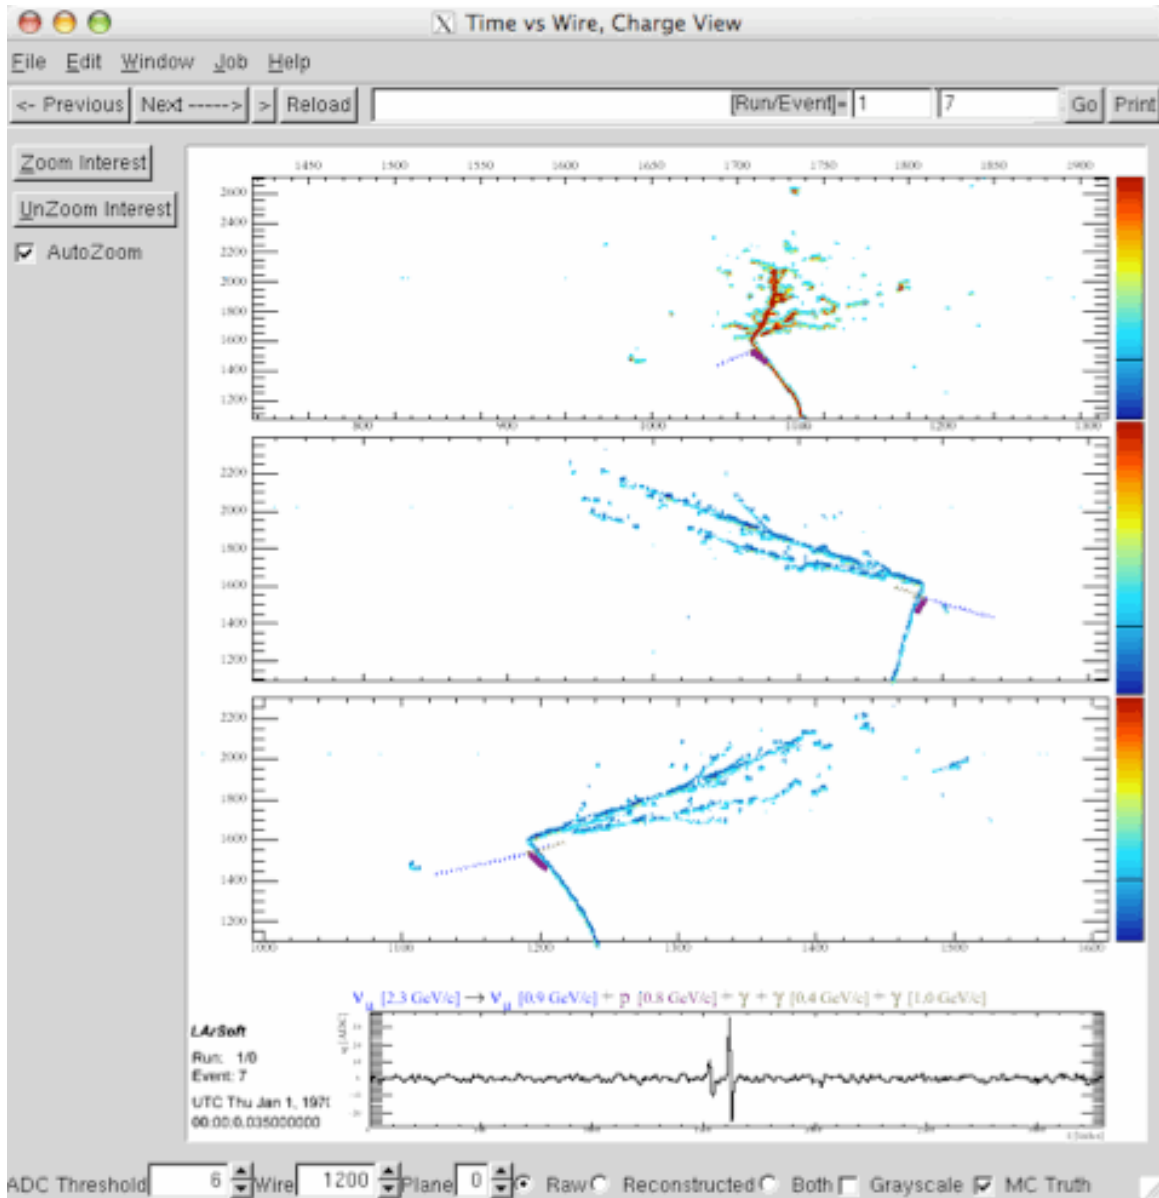 X Time vs Wire, Charge View
File Edit Window Job Help
<- Previous Next -----> > Reload [Run/Event]= 1 7 Go Print
Zoom Interest
UnZoom Interest
AutoZoom
1450 1500 1550 1600 1650 1700 1750 1800 1850 1900
2600
2400
2200
2000
1800
1600
1400
1200
800 900 1000 1100 1200 1300
2200
2000
1800
1600
1400
1200
2200
2000
1800
1600
1400
1200
1000 1100 1200 1300 1400 1500 1600
νμ [2.3 GeV/c] → νμ [0.9 GeV/c] + p [0.8 GeV/c] + γ + γ [0.4 GeV/c] + γ [1.0 GeV/c]
LArSoft
q [ADC]
Run: 1/0
Event: 7
UTC Thu Jan 1, 1970
00:00:0.035000000
ADC Threshold 6 Wire 1200 Plane 0 Raw Reconstructed Both Grayscale MC Truth